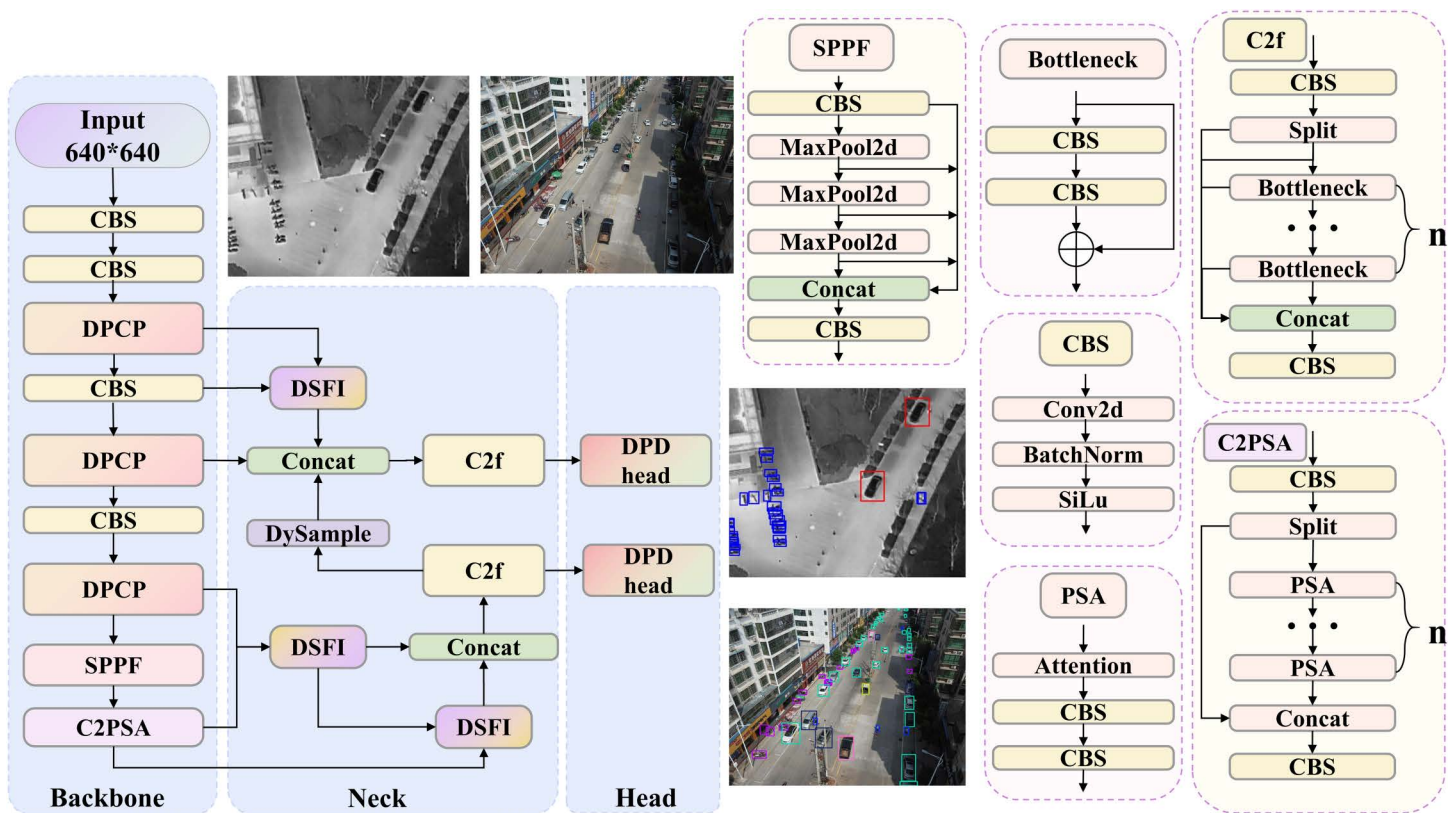 Input
640*640
CBS
CBS
DPCP
CBS
DPCP
CBS
DPCP
SPPF
C2PSA
Backbone
DSFI
Concat
C2f
DySample
C2f
DSFI
Concat
DSFI
Neck
DPD
head
DPD
head
Head
SPPF
CBS
MaxPool2d
MaxPool2d
MaxPool2d
Concat
CBS
Bottleneck
CBS
CBS
CBS
Conv2d
BatchNorm
SiLu
PSA
Attention
CBS
CBS
C2f
CBS
Split
Bottleneck
Bottleneck
n
Concat
CBS
C2PSA
CBS
Split
PSA
PSA
n
Concat
CBS